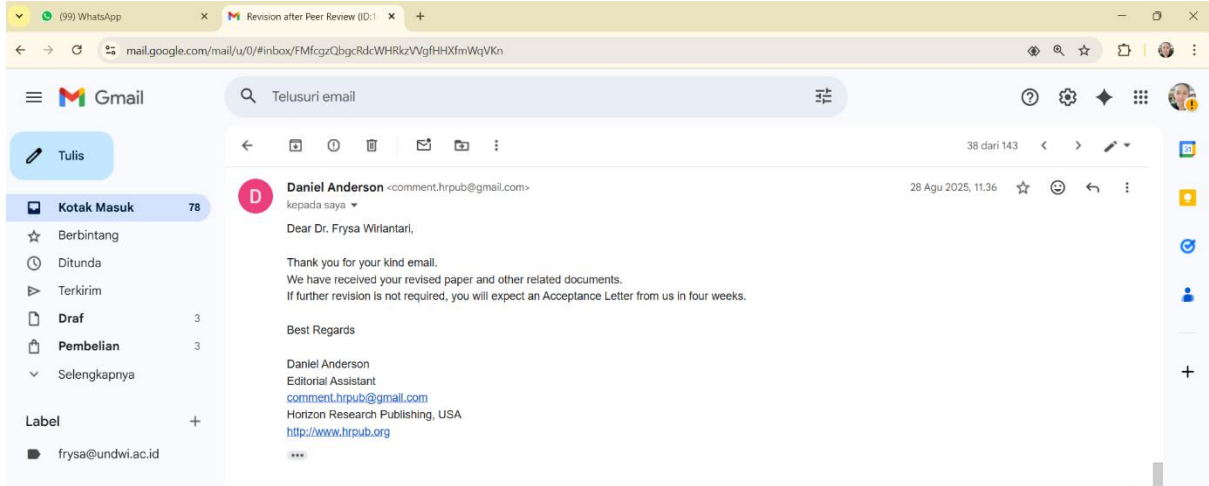 (99) WhatsApp
Revision after Peer Review (ID:1
mail.google.com/mail/u/0/#inbox/FMfcgzQbgcRdcWHRkzVVgfHHXfmWqVKn
Gmail
Telusuri email
Tulis
38 dari 143
Kotak Masuk 78
Berbintang
Ditunda
Terkirim
Draf 3
Pembelian 3
Selengkapnya
Label
frysa@undwi.ac.id
D
Daniel Anderson <comment.hrpub@gmail.com>
28 Agu 2025, 11.36
kepada saya
Dear Dr. Frysa Wiriantari,
Thank you for your kind email.
We have received your revised paper and other related documents.
If further revision is not required, you will expect an Acceptance Letter from us in four weeks.
Best Regards
Daniel Anderson
Editorial Assistant
comment.hrpub@gmail.com
Horizon Research Publishing, USA
http://www.hrpub.org
31